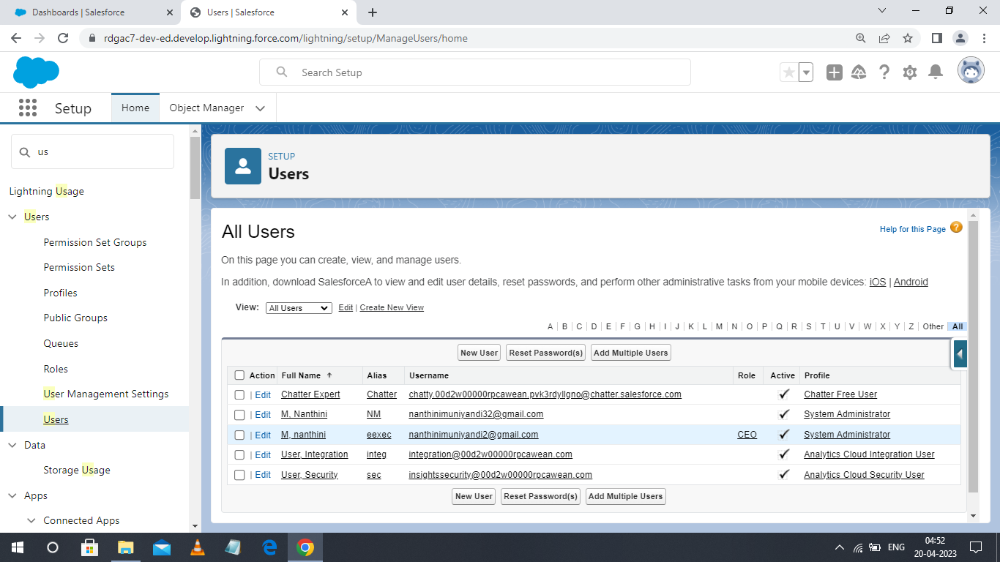 Dashboards | Salesforce
Users | Salesforce
rdgac7-dev-ed.develop.lightning.force.com/lightning/setup/ManageUsers/home
Search Setup
Setup
Home
Object Manager
us
Lightning Usage
Users
Permission Set Groups
Permission Sets
Profiles
Public Groups
Queues
Roles
User Management Settings
Users
Data
Storage Usage
Apps
Connected Apps
SETUP
Users
All Users
Help for this Page ?
On this page you can create, view, and manage users.
In addition, download SalesforceA to view and edit user details, reset passwords, and perform other administrative tasks from your mobile devices: iOS | Android
View: All Users Edit | Create New View
A | B | C | D | E | F | G | H | I | J | K | L | M | N | O | P | Q | R | S | T | U | V | W | X | Y | Z | Other | All
New User Reset Password(s) Add Multiple Users
Action Full Name ↑ Alias Username Role Active Profile
| Edit Chatter Expert Chatter chatty.00d2w00000rpcawean.pvk3rdyllgno@chatter.salesforce.com Chatter Free User
| Edit M, Nanthini NM nanthinimuniyandi32@gmail.com System Administrator
| Edit M, nanthini eexec nanthinimuniyandi2@gmail.com CEO System Administrator
| Edit User, Integration integ integration@00d2w00000rpcawean.com Analytics Cloud Integration User
| Edit User, Security sec insightssecurity@00d2w00000rpcawean.com Analytics Cloud Security User
New User Reset Password(s) Add Multiple Users
ENG
04:52
20-04-2023